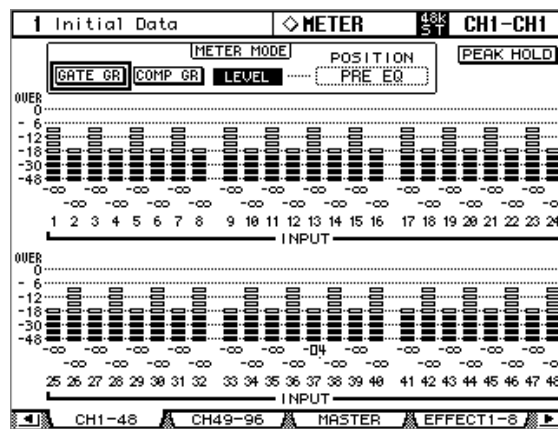 1 Initial Data ◇METER 48K ST CH1-CH1
METER MODE
GATE GR COMP GR LEVEL POSITION PRE EQ
PEAK HOLD
OVER
0
-6
-12
-18
-30
-48
-∞ -∞ -∞ -∞ -∞ -∞ -∞ -∞ -∞ -∞ -∞ -∞
-∞ -∞ -∞ -∞ -∞ -∞ -∞ -∞ -∞ -∞ -∞ -∞
1 2 3 4 5 6 7 8 9 10 11 12 13 14 15 16 17 18 19 20 21 22 23 24
INPUT
OVER
0
-6
-12
-18
-30
-48
-∞ -∞ -∞ -∞ -∞ -∞ -04 -∞ -∞ -∞ -∞ -∞
-∞ -∞ -∞ -∞ -∞ -∞ -∞ -∞ -∞ -∞ -∞ -∞
25 26 27 28 29 30 31 32 33 34 35 36 37 38 39 40 41 42 43 44 45 46 47 48
INPUT
CH1-48 CH49-96 MASTER EFFECT1-8